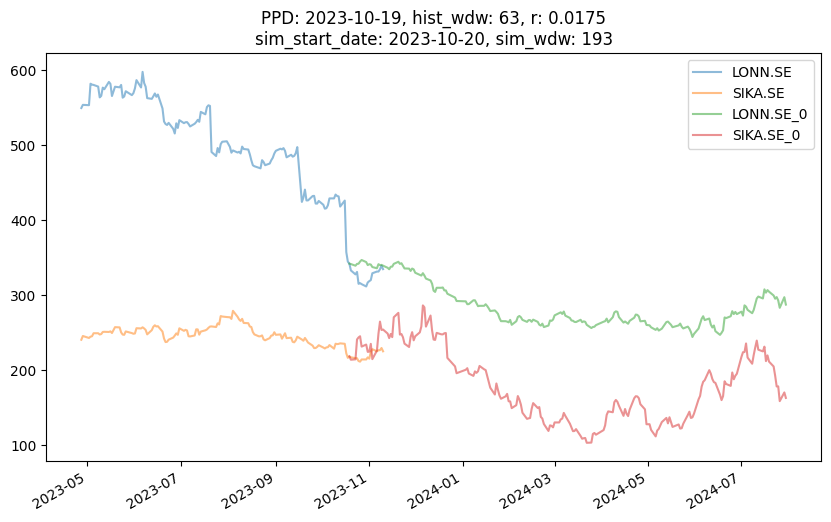 PPD: 2023-10-19, hist_wdw: 63, r: 0.0175
sim_start_date: 2023-10-20, sim_wdw: 193
LONN.SE
SIKA.SE
LONN.SE_0
SIKA.SE_0
600
500
400
300
200
100
2023-05
2023-07
2023-09
2023-11
2024-01
2024-03
2024-05
2024-07